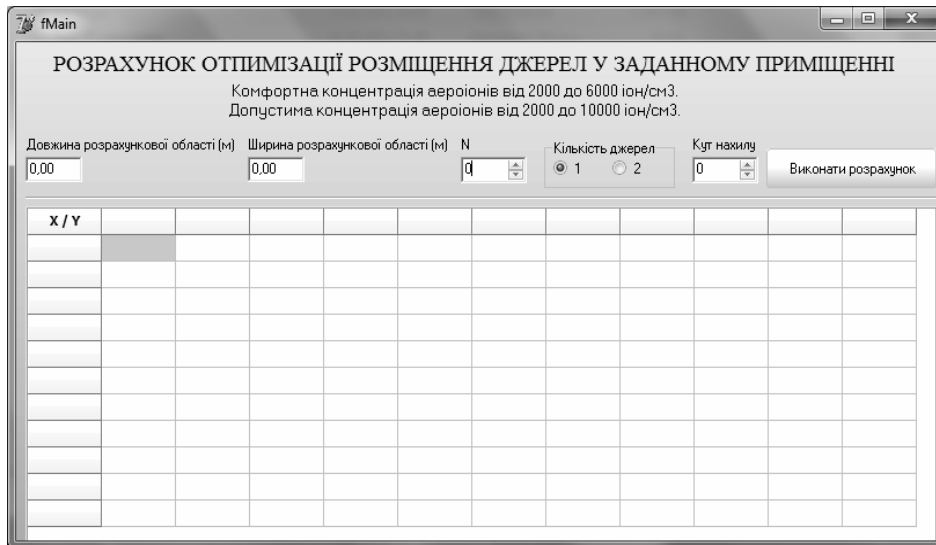 fMain
РОЗРАХУНОК ОТПИМІЗАЦІЇ РОЗМІЩЕННЯ ДЖЕРЕЛ У ЗАДАННОМУ ПРИМІЩЕННІ
Комфортна концентрація аероіонів від 2000 до 6000 іон/см3.
Допустима концентрація аероіонів від 2000 до 10000 іон/см3.
Довжина розрахункової області (м) Ширина розрахункової області (м) N Кількість джерел Кут нахилу
0,00 0,00 0 1 2 0 Виконати розрахунок
X / Y